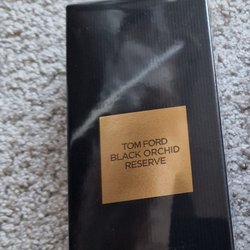 TOM FORD
BLACK ORCHID
RESERVE